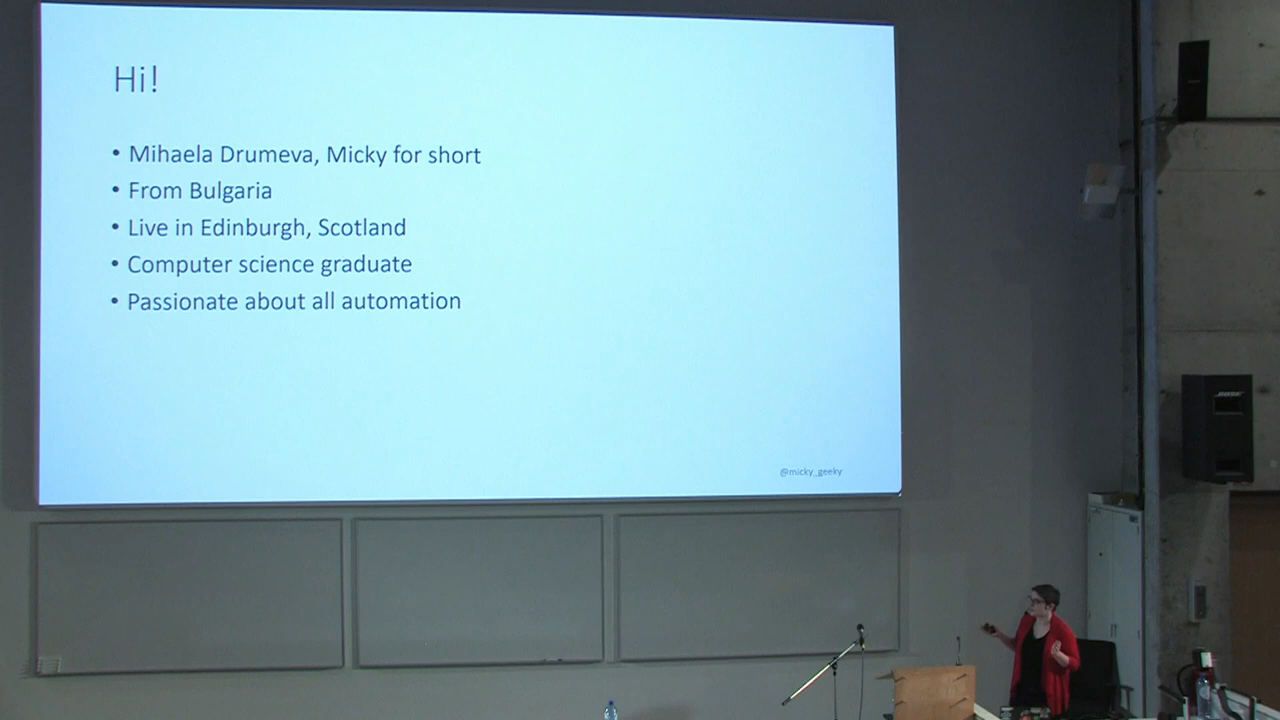 Hi!
• Mihaela Drumeva, Micky for short
• From Bulgaria
• Live in Edinburgh, Scotland
• Computer science graduate
• Passionate about all automation
@micky_geeky
BOSE